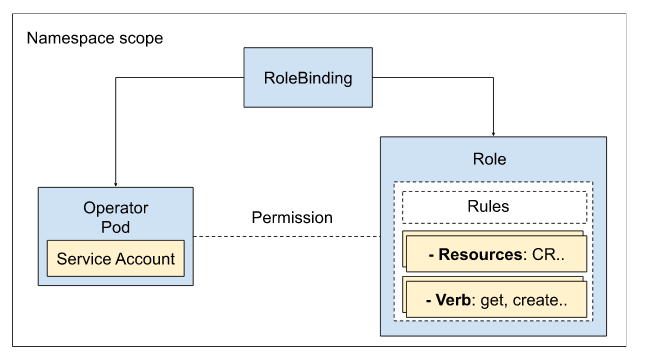 Namespace scope
RoleBinding
Role
Operator
Pod
Service Account
Permission
Rules
- Resources: CR..
- Verb: get, create..